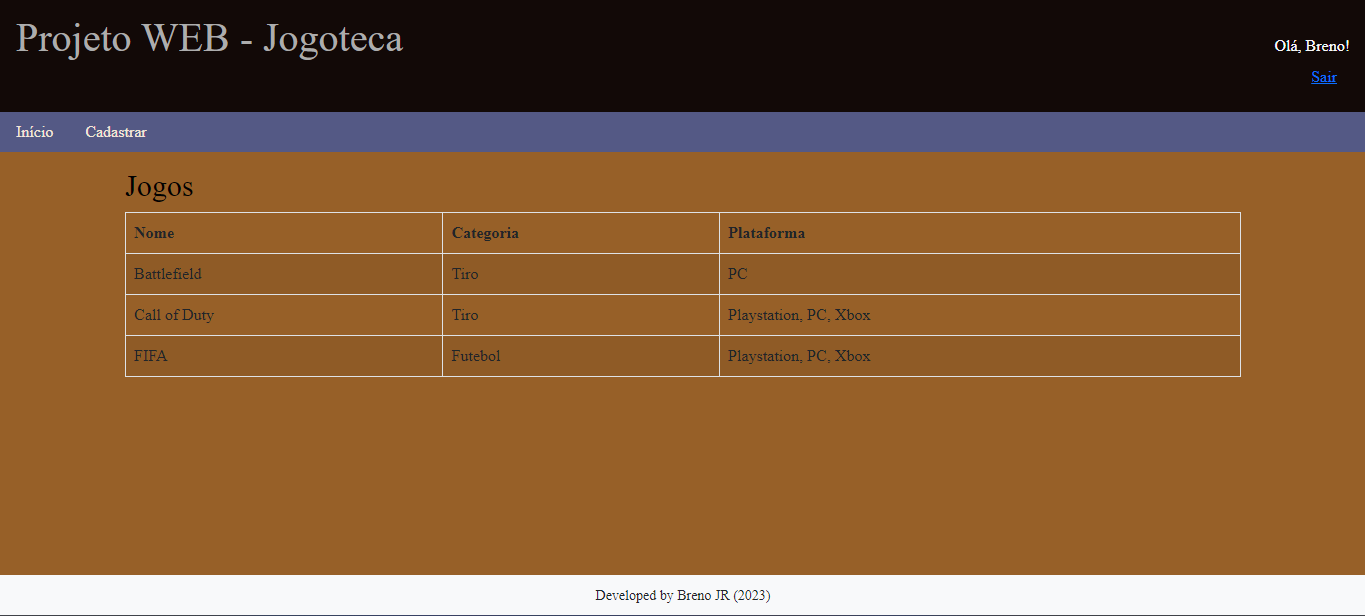 Projeto WEB - Jogoteca
Olá, Breno!
Sair
Início Cadastrar
Jogos
Nome Categoria Plataforma
Battlefield Tiro PC
Call of Duty Tiro Playstation, PC, Xbox
FIFA Futebol Playstation, PC, Xbox
Developed by Breno JR (2023)